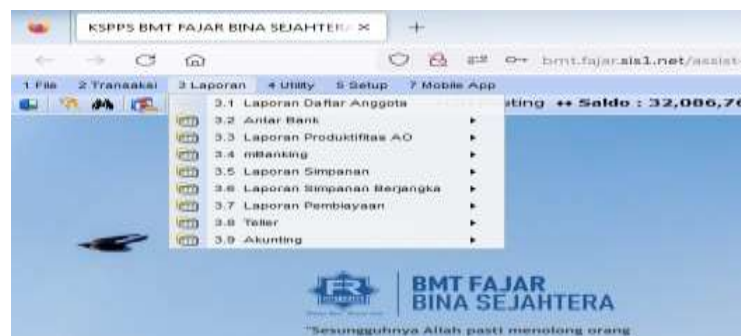 KSPPS BMT FAJAR BINA SEJAHTER
bmt.fajar.sis1.net/assist
1 File 2 Transaksi 3 Laporan 4 Utility 5 Setup 7 Mobile App
Saldo : 32,086,76
3.1 Laporan Daftar Anggota
3.2 Antar Bank
3.3 Laporan Produktifitas AO
3.4 mBanking
3.5 Laporan Simpanan
3.6 Laporan Simpanan Berjangka
3.7 Laporan Pembiayaan
3.8 Teller
3.9 Akunting
BMT FAJAR
BINA SEJAHTERA
"Sesungguhnya Allah pasti menolong orang